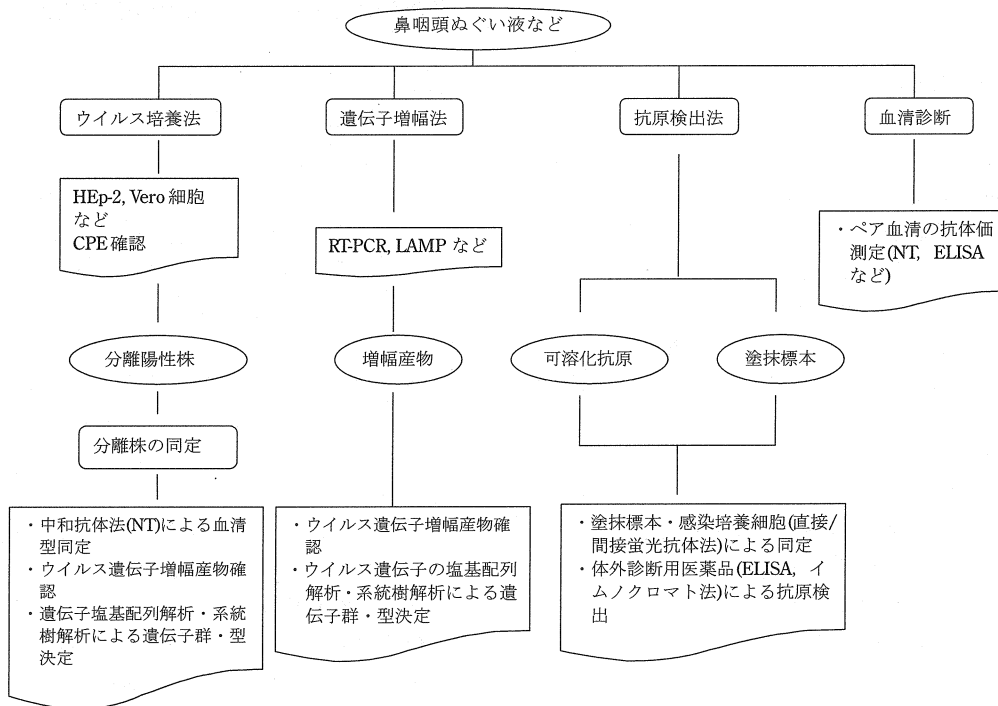 鼻咽頭ぬぐい液など
ウイルス培養法
遺伝子増幅法
抗原検出法
血清診断
HEp-2, Vero 細胞
など
CPE 確認
RT-PCR, LAMP など
・ペア血清の抗体価
測定(NT, ELISA
など)
分離陽性株
増幅産物
可溶化抗原
塗抹標本
分離株の同定
・中和抗体法(NT)による血清
型同定
・ウイルス遺伝子増幅産物確
認
・遺伝子塩基配列解析・系統
樹解析による遺伝子群・型
決定
・ウイルス遺伝子増幅産物確
認
・ウイルス遺伝子の塩基配列
解析・系統樹解析による遺
伝子群・型決定
・塗抹標本・感染培養細胞(直接/
間接蛍光抗体法)による同定
・体外診断用医薬品(ELISA, イ
ムノクロマト法)による抗原検
出